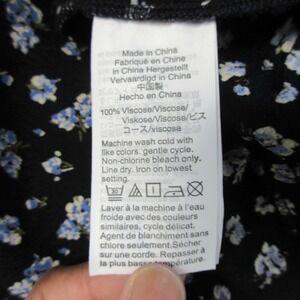 Made in China
Fabriqué en Chine
in China Hergestellt
Vervaardigd in China
中国製
Hecho en China
100% Viscose/Viscose/
Viskose/Viscose/ビス
コース/viscosa
Machine wash cold with
like colors. gentle cycle.
Non-chlorine bleach only.
Line dry. Iron on lowest
setting.
Laver à la machine à l'eau
froide avec des couleurs
similaires, cycle délicat.
Agent de blanchiment sans
chlore seulement. Sécher
sur une corde. Repasser à
la plus basse température.